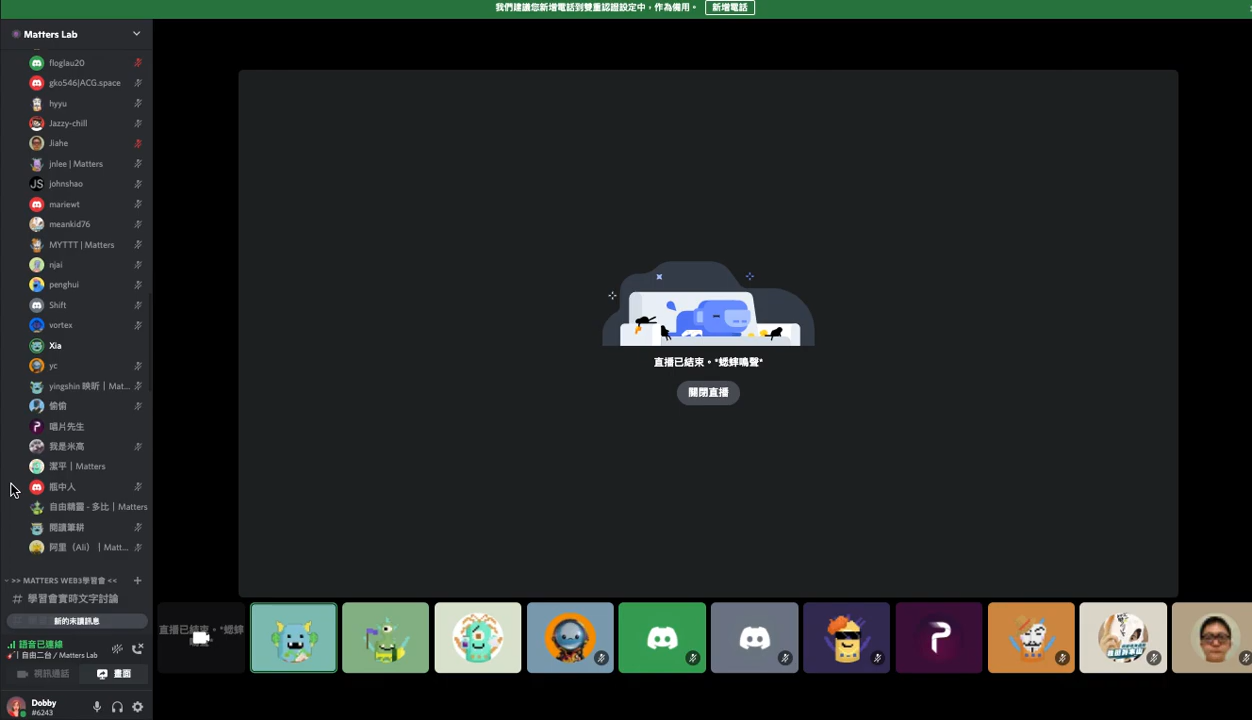 我們建議您新增電話到雙重認證設定中，作為備用。 新增電話
Matters Lab
floglau20
gko546|ACG.space
hyyu
Jazzy-chill
Jiahe
jnlee | Matters
JS johnshao
mariewt
meankid76
MYTTT | Matters
njai
penghui
Shift
vortex
Xia
yc
yingshin 映昕｜Mat...
偷偷
唱片先生
我是米高
潔平｜Matters
瓶中人
自由精靈 - 多比｜Matters
閱讀筆耕
阿里（Ali）｜Matt...
>> MATTERS WEB3學習會 <<
# 學習會實時文字討論
新的未讀訊息
語音已連線
自由二台 / Matters Lab
視訊通話
畫面
Dobby
#6243
直播已結束。*蟋蟀鳴聲*
關閉直播
直播已結束。*蟋蟀